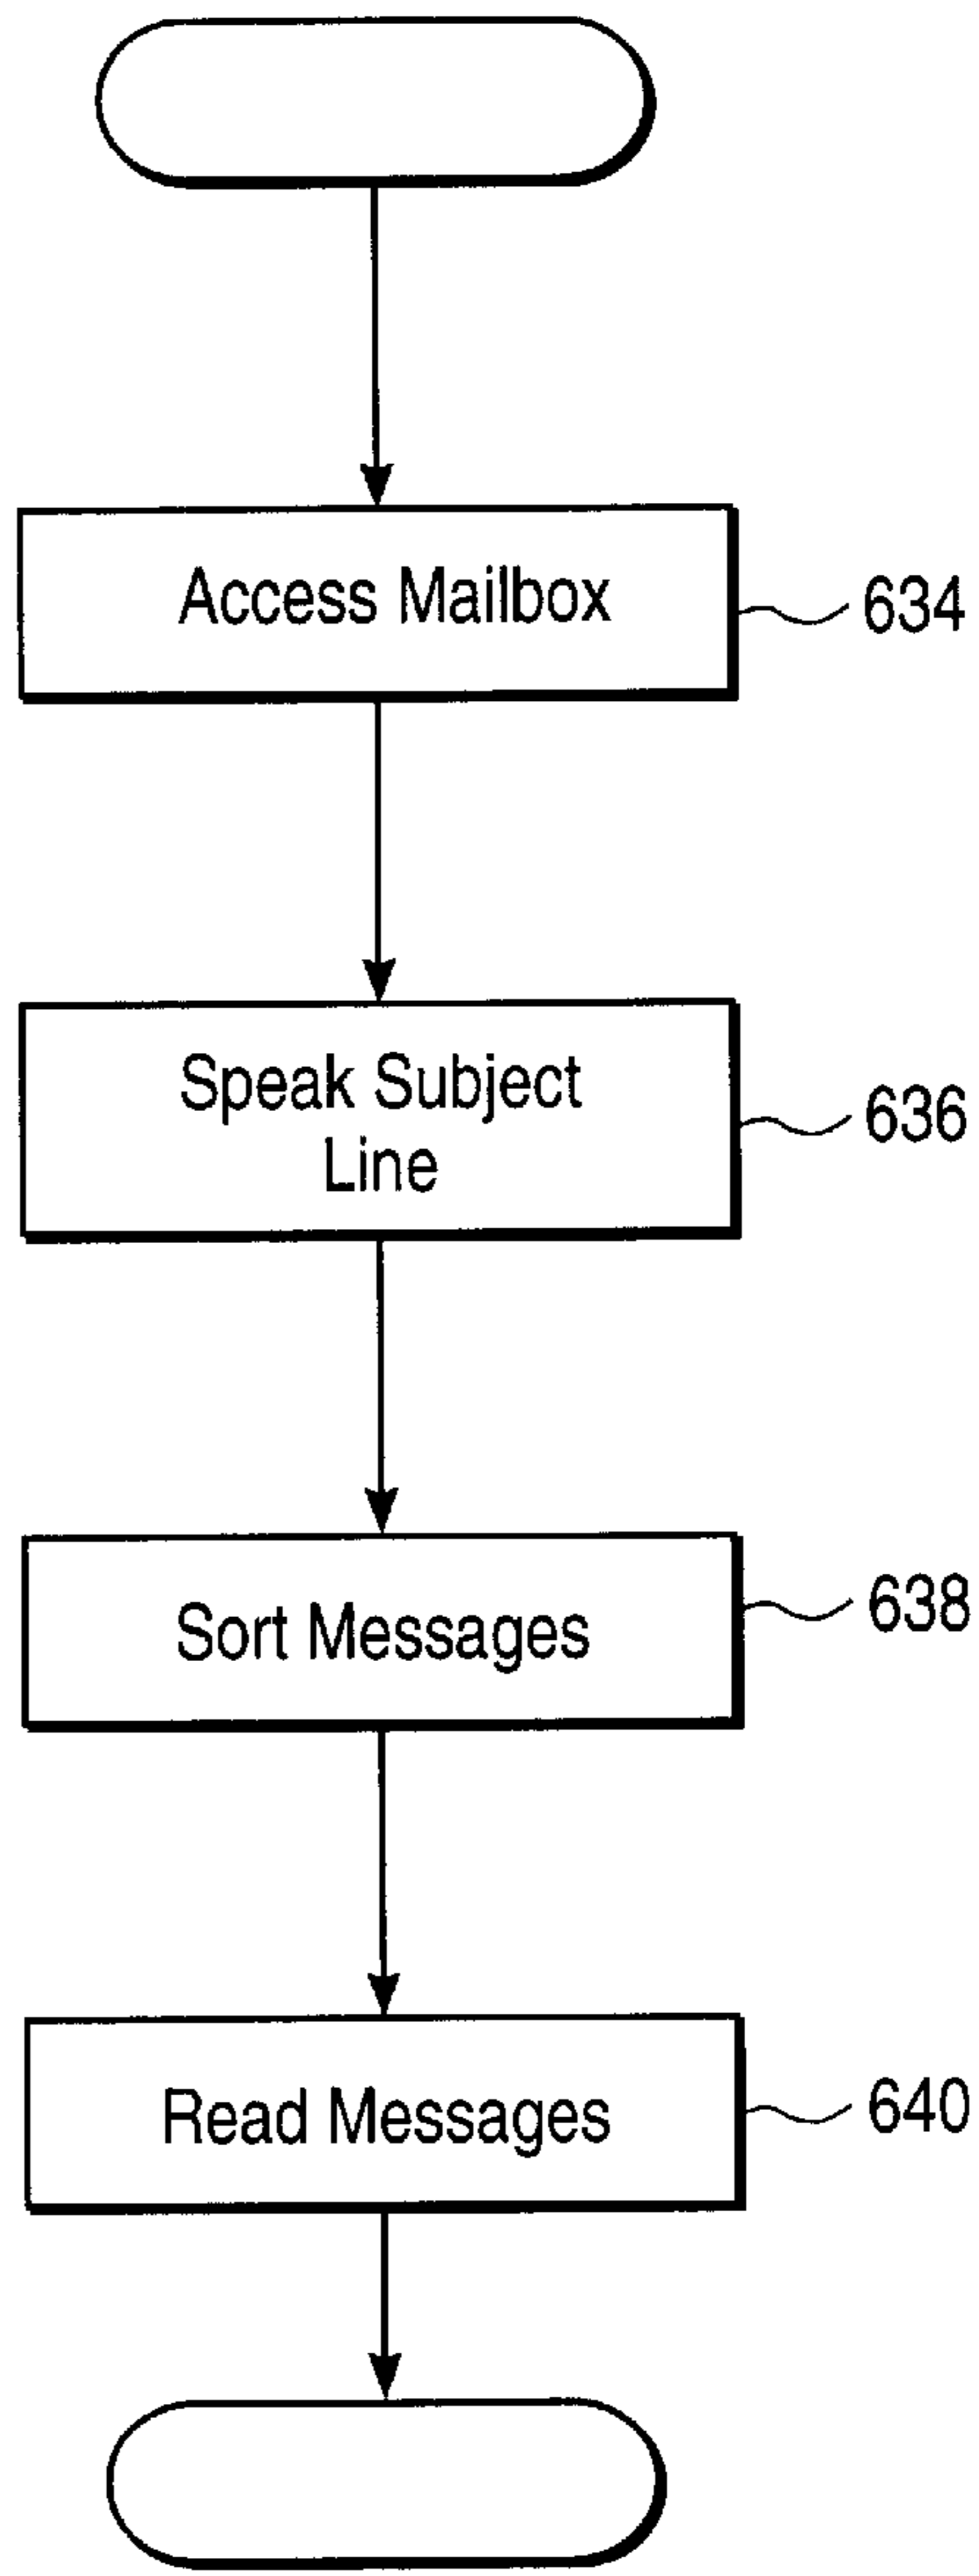 Access Mailbox
634
Speak Subject
Line
636
Sort Messages
638
Read Messages
640